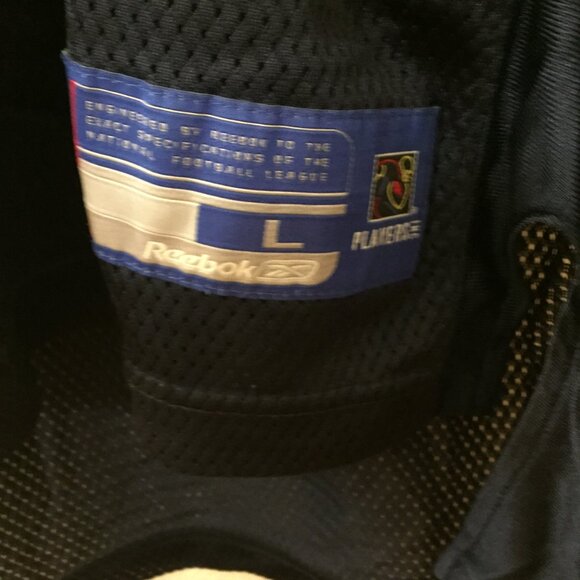 ENGINEERED BY REEBOK TO THE
EXACT SPECIFICATIONS OF THE
NATIONAL FOOTBALL LEAGUE
L
Reebok
PLAYERS INC